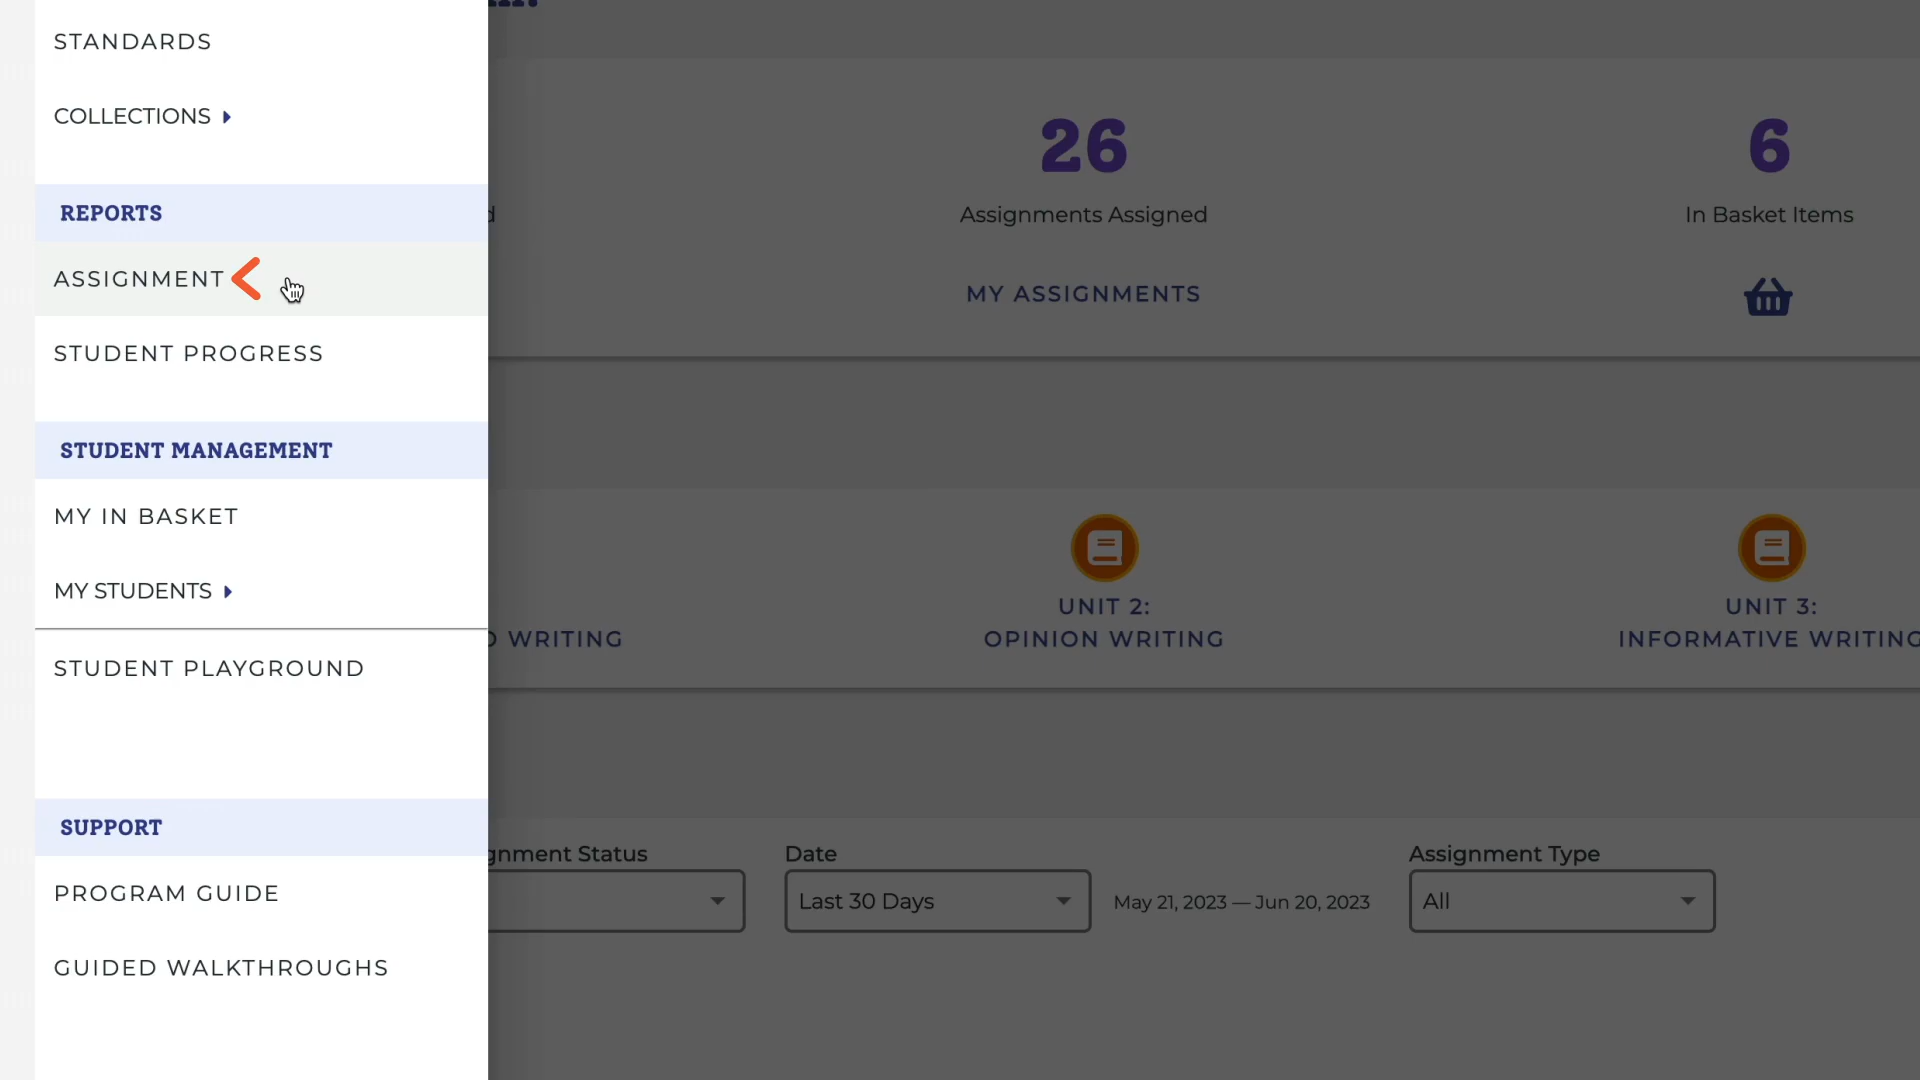 STANDARDS
COLLECTIONS
REPORTS
ASSIGNMENT
STUDENT PROGRESS
STUDENT MANAGEMENT
MY IN BASKET
MY STUDENTS
STUDENT PLAYGROUND
SUPPORT
PROGRAM GUIDE
GUIDED WALKTHROUGHS
26
Assignments Assigned
MY ASSIGNMENTS
6
In Basket Items
WRITING
UNIT 2:
OPINION WRITING
UNIT 3:
INFORMATIVE WRITING
gnment Status
Date
Last 30 Days
May 21, 2023 — Jun 20, 2023
Assignment Type
All